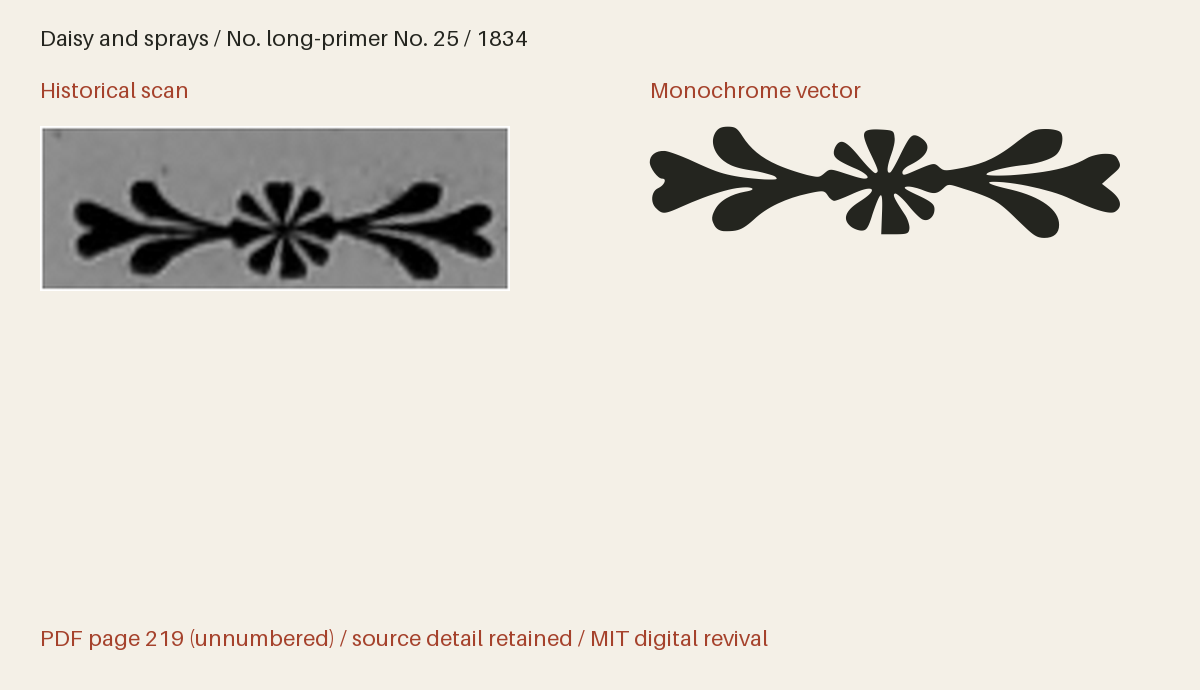 Daisy and sprays / No. long-primer No. 25 / 1834
Historical scan
Monochrome vector
PDF page 219 (unnumbered) / source detail retained / MIT digital revival